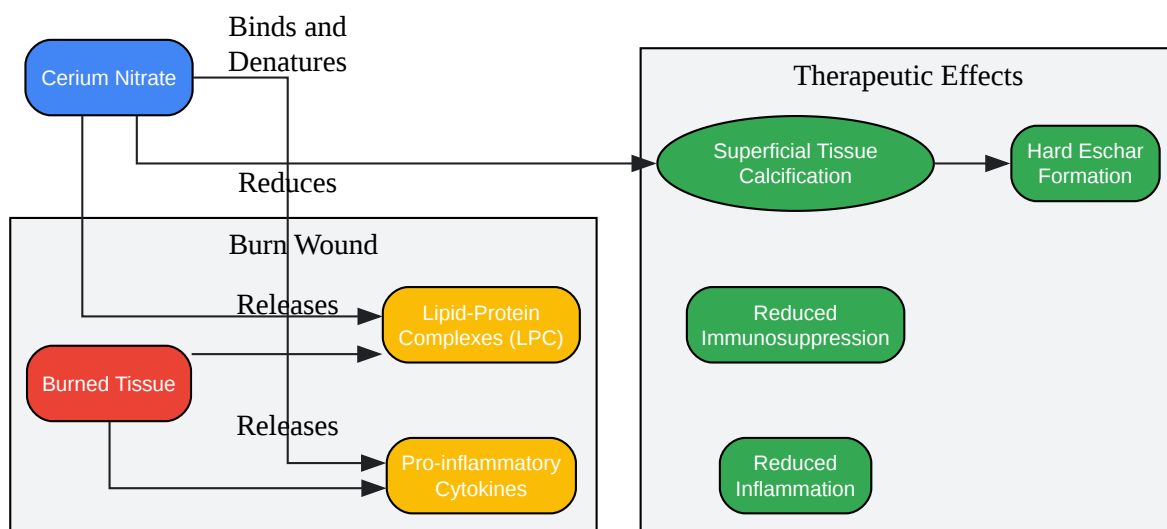 Binds and
Denatures
Cerium Nitrate
Therapeutic Effects
Superficial Tissue
Calcification
Hard Eschar
Formation
Reduces
Burn Wound
Releases
Lipid-Protein
Complexes (LPC)
Reduced
Immunosuppression
Burned Tissue
Releases
Pro-inflammatory
Cytokines
Reduced
Inflammation